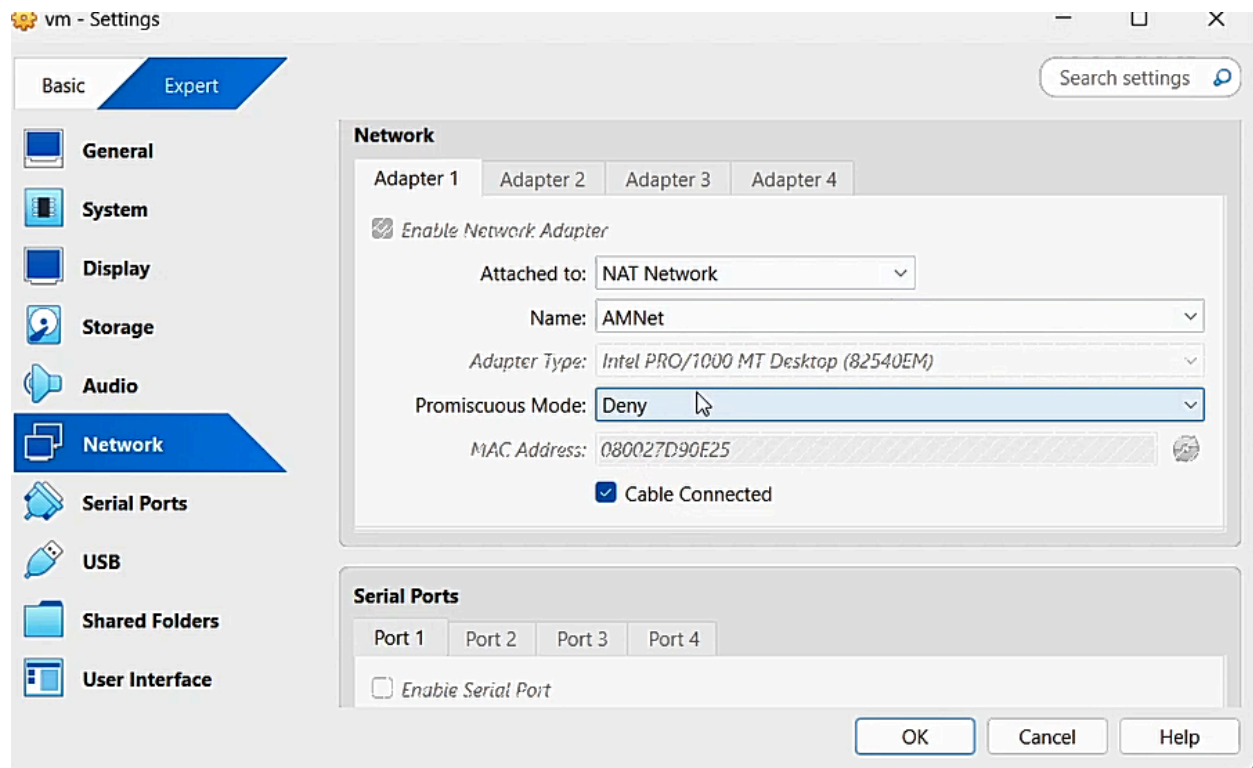 vm - Settings
Basic
Expert
Search settings
General
System
Display
Storage
Audio
Network
Serial Ports
USB
Shared Folders
User Interface
Network
Adapter 1
Adapter 2
Adapter 3
Adapter 4
Enable Network Adapter
Attached to: NAT Network
Name: AMNet
Adapter Type: Intel PRO/1000 MT Desktop (82540EM)
Promiscuous Mode: Deny
MAC Address: 080027D90E25
Cable Connected
Serial Ports
Port 1
Port 2
Port 3
Port 4
Enable Serial Port
OK
Cancel
Help